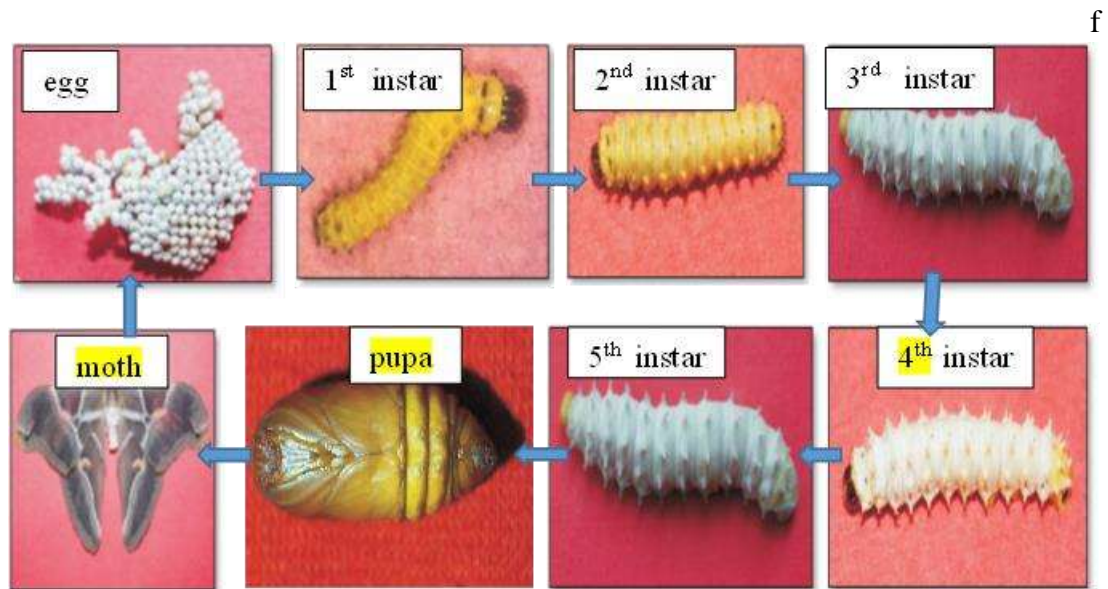 f
egg
1st instar
2nd instar
3rd instar
moth
pupa
5th instar
4th instar